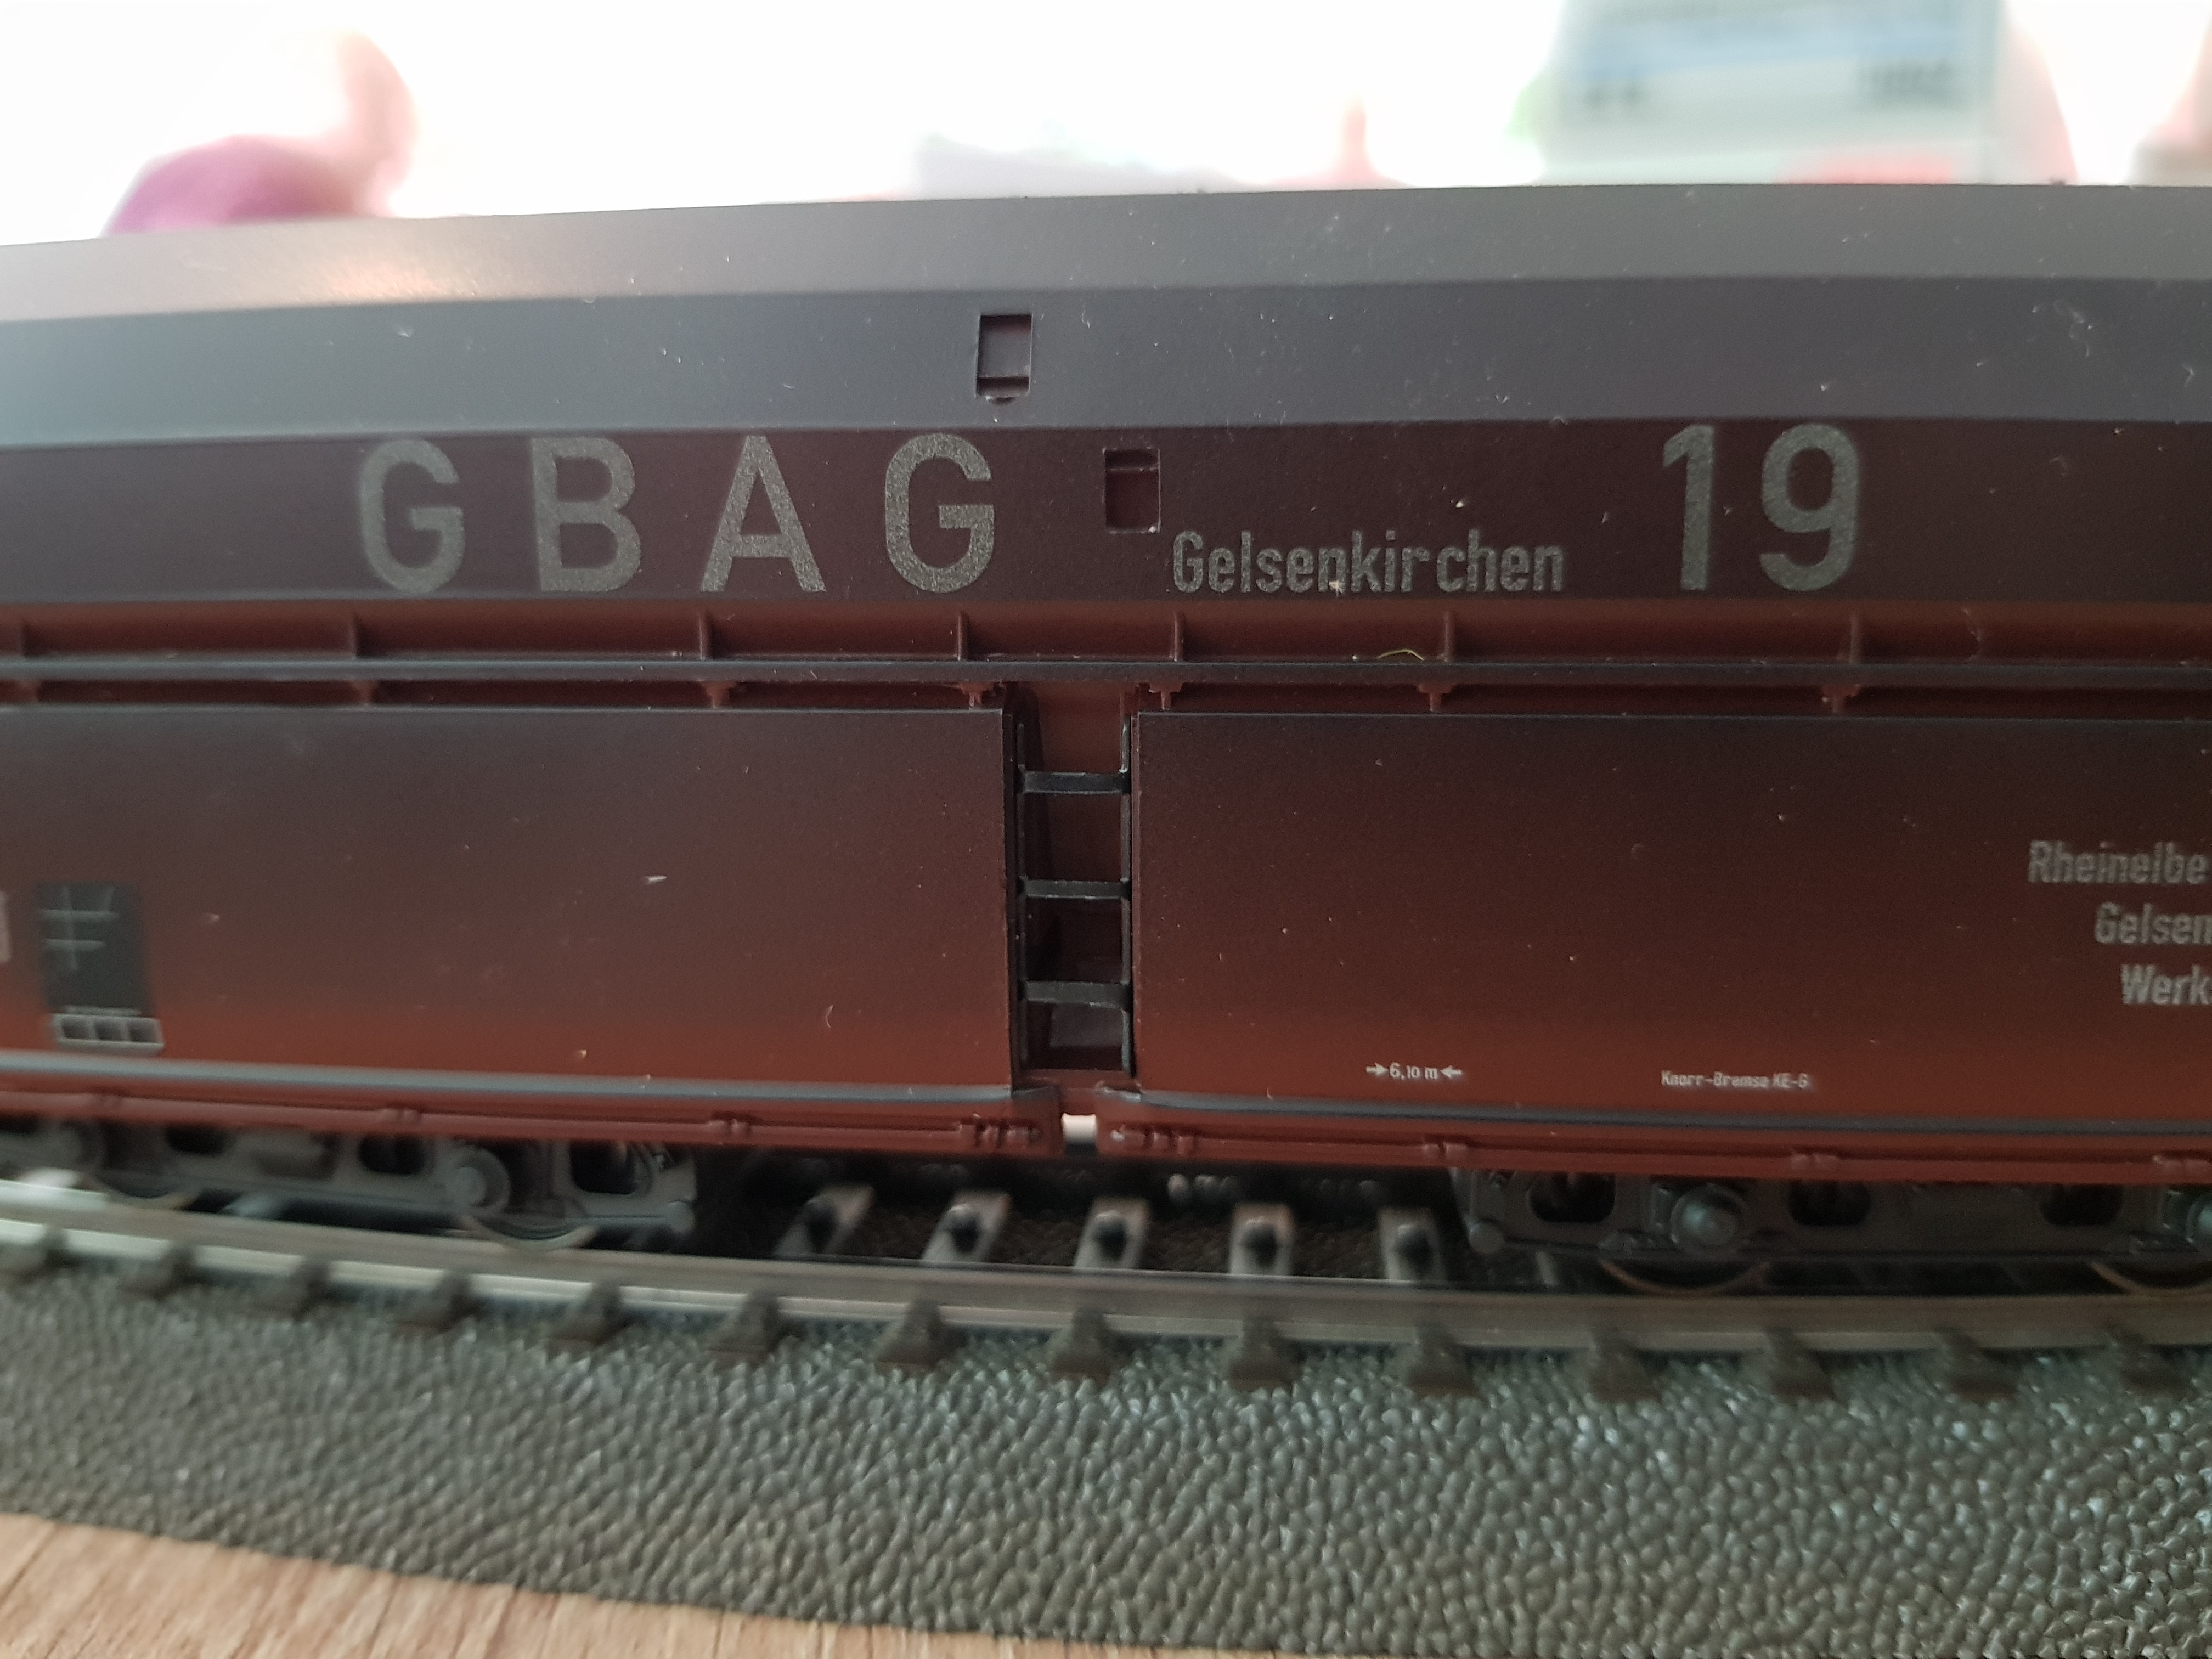 GBAG Gelsenkirchen 19
Rheinelbe
Gelsen
Werk
→6,10 m←
Knorr-Bremse KE-G